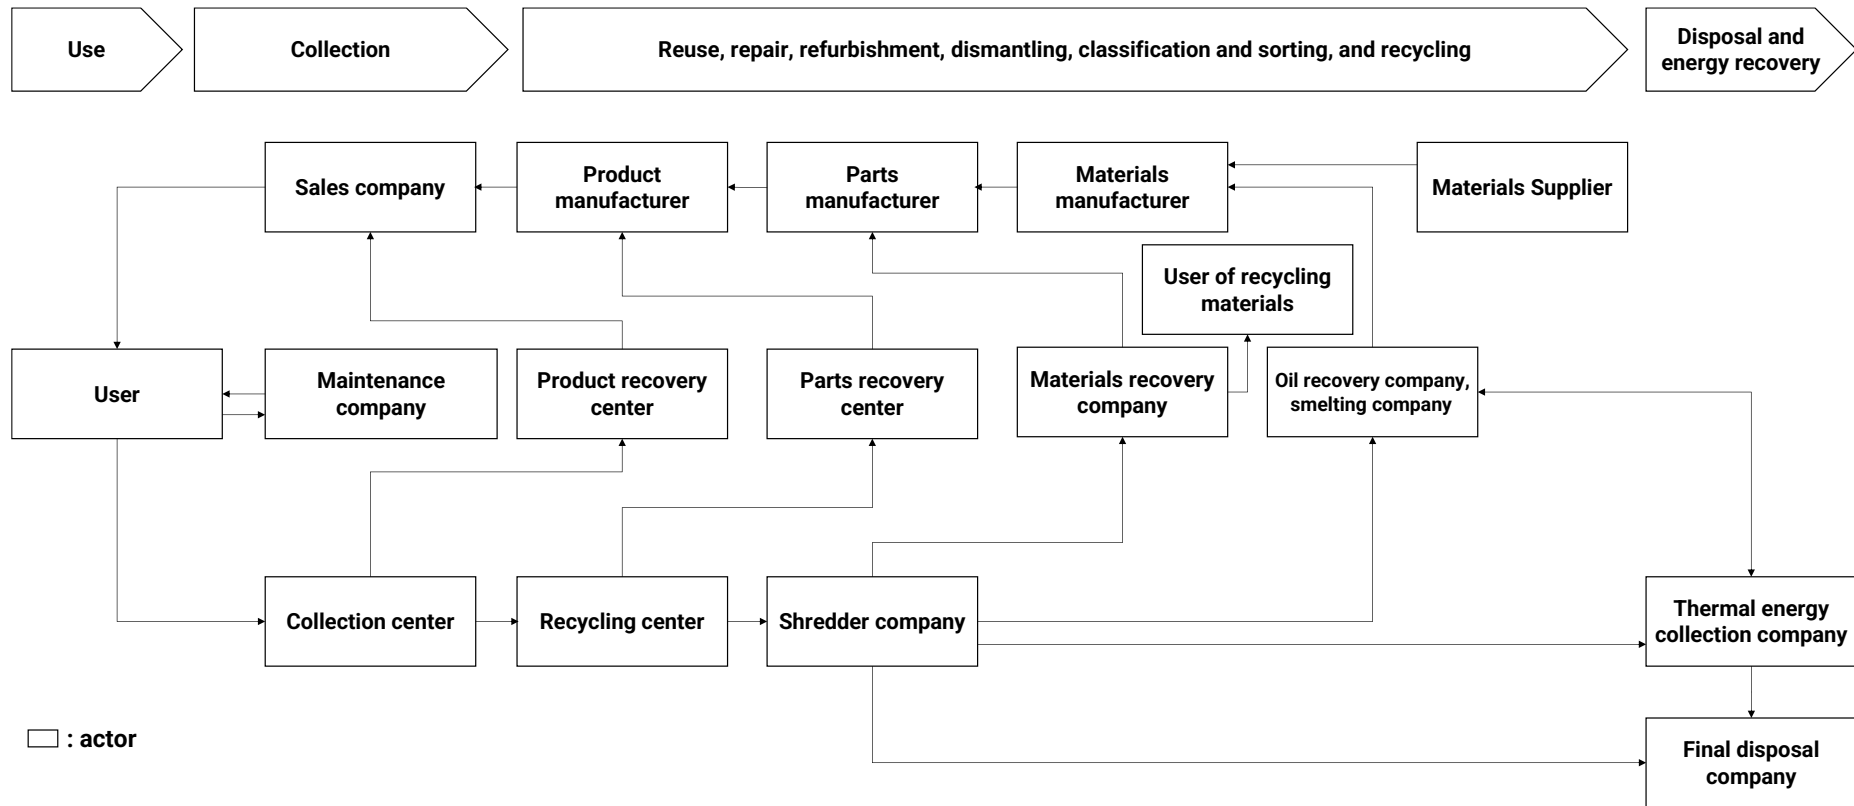 Use
Collection
Reuse, repair, refurbishment, dismantling, classification and sorting, and recycling
Disposal and
energy recovery
Sales company
Product
manufacturer
Parts
manufacturer
Materials
manufacturer
Materials Supplier
User of recycling
materials
User
Maintenance
company
Product recovery
center
Parts recovery
center
Materials recovery
company
Oil recovery company,
smelting company
Collection center
Recycling center
Shredder company
Thermal energy
collection company
Final disposal
company
: actor